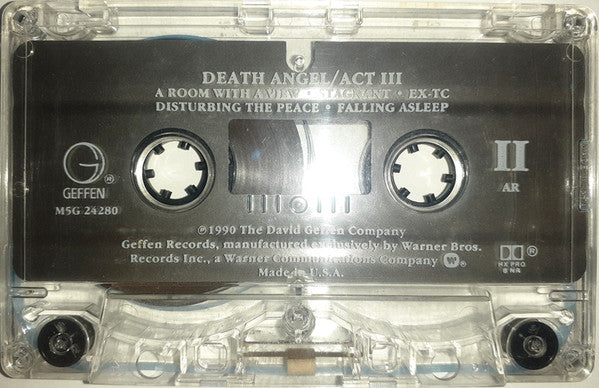 DEATH ANGEL/ACT III
A ROOM WITH A VIEW • STAGNANT • EX-TC
DISTURBING THE PEACE • FALLING ASLEEP
G
GEFFEN ®
M5G 24280
II
AR
℗1990 The David Geffen Company
Geffen Records, manufactured exclusively by Warner Bros.
Records Inc., a Warner Communications Company W ®
Made in U.S.A.
®
HX PRO
B NR